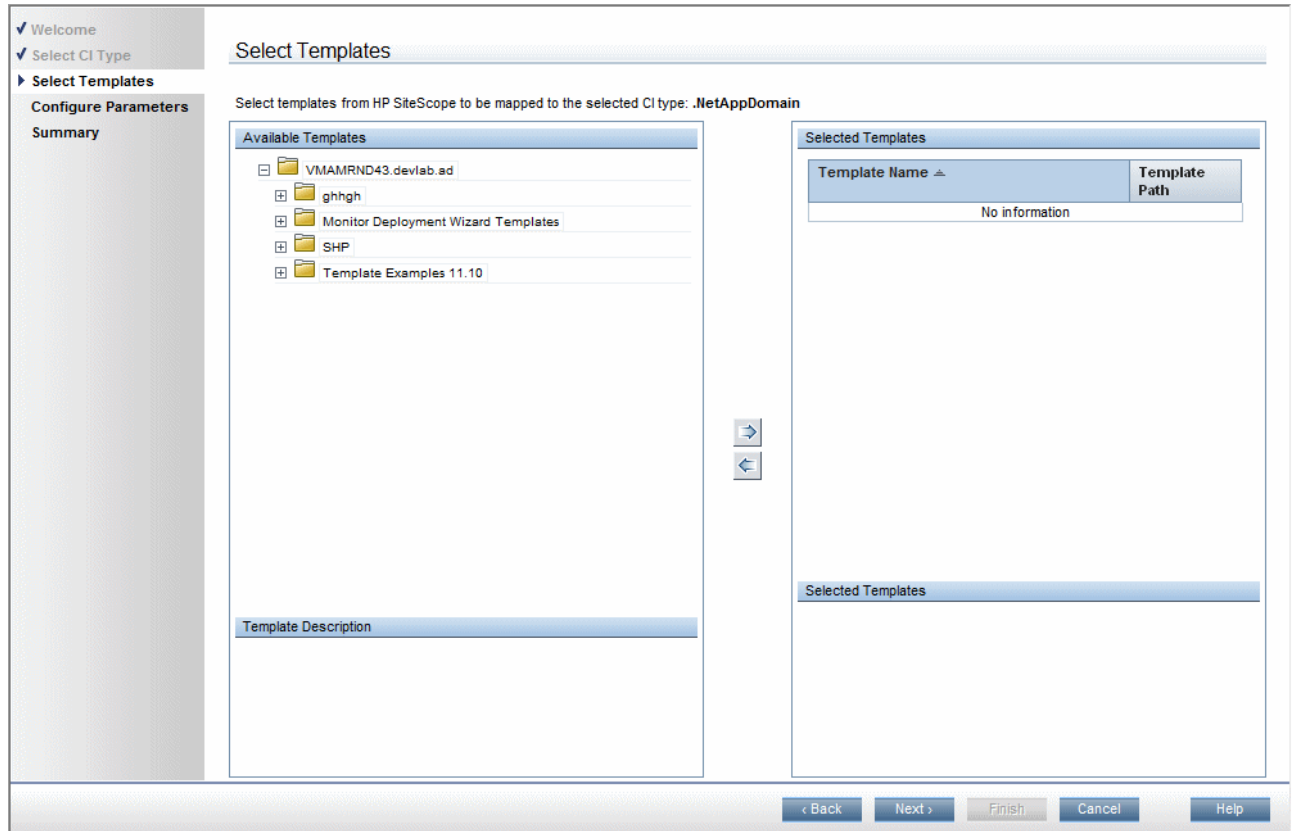 Welcome
Select CI Type
Select Templates
Configure Parameters
Summary
Select Templates
Select templates from HP SiteScope to be mapped to the selected CI type: .NetAppDomain
Available Templates
VMAMRND43.devlab.ad
ghhgh
Monitor Deployment Wizard Templates
SHP
Template Examples 11.10
Template Description
Selected Templates
Template Name
Template
Path
No information
Selected Templates
‹ Back
Next ›
Finish
Cancel
Help